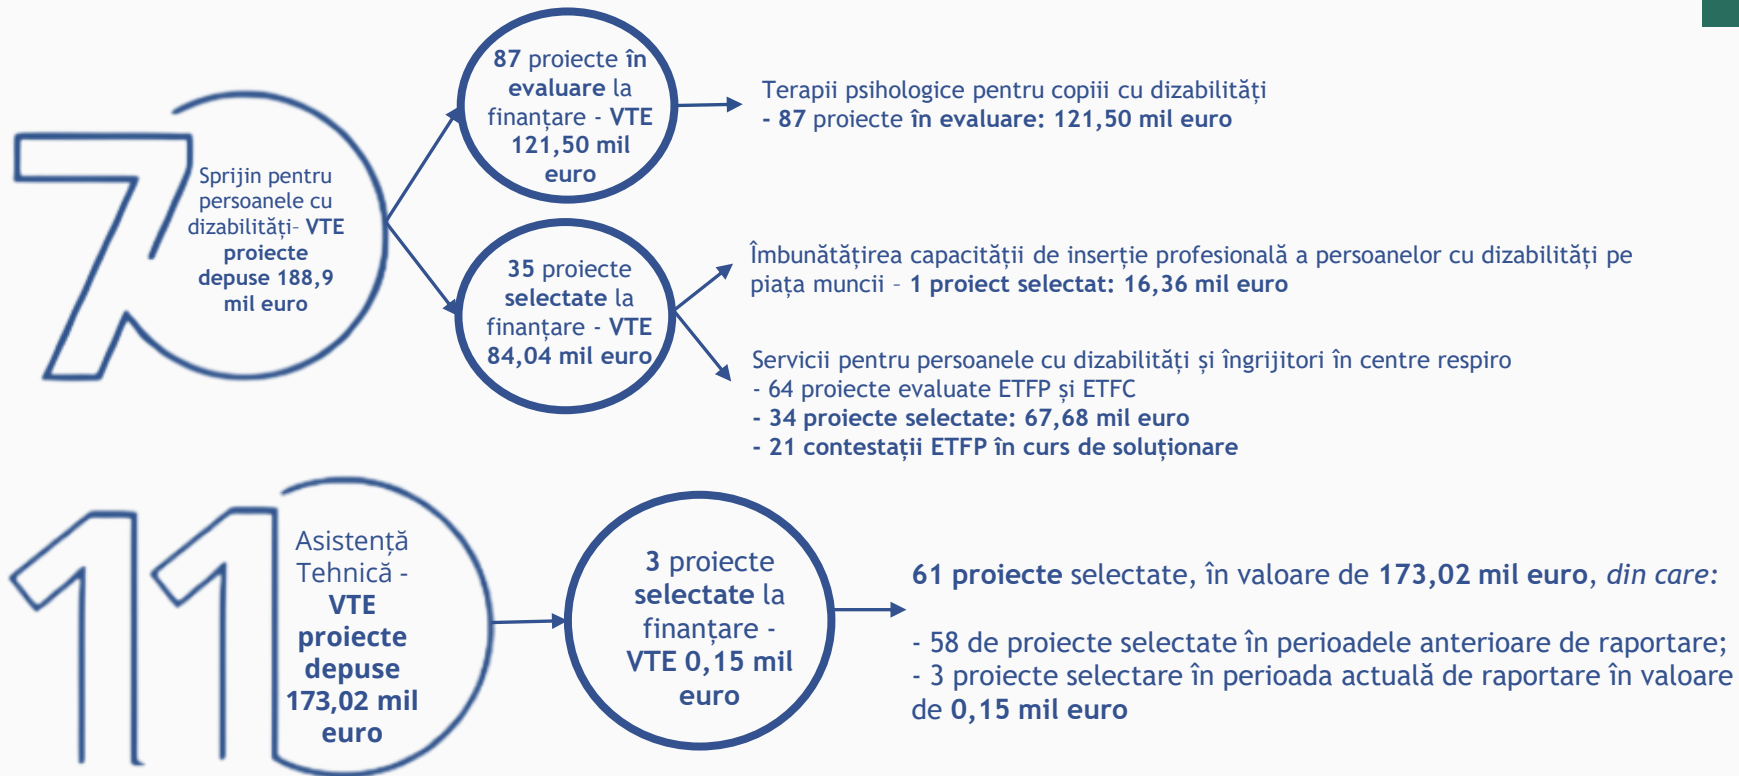 7
Sprijin pentru
persoanele cu
dizabilități– VTE
proiecte
depuse 188,9
mil euro
87 proiecte în
evaluare la
finanțare - VTE
121,50 mil
euro
Terapii psihologice pentru copiii cu dizabilități
- 87 proiecte în evaluare: 121,50 mil euro
35 proiecte
selectate la
finanțare - VTE
84,04 mil euro
Îmbunătățirea capacității de inserție profesională a persoanelor cu dizabilități pe
piața muncii – 1 proiect selectat: 16,36 mil euro
Servicii pentru persoanele cu dizabilități și îngrijitori în centre respiro
- 64 proiecte evaluate ETFP și ETFC
- 34 proiecte selectate: 67,68 mil euro
- 21 contestații ETFP în curs de soluționare
11
Asistență
Tehnică -
VTE
proiecte
depuse
173,02 mil
euro
3 proiecte
selectate la
finanțare -
VTE 0,15 mil
euro
61 proiecte selectate, în valoare de 173,02 mil euro, din care:
- 58 de proiecte selectate în perioadele anterioare de raportare;
- 3 proiecte selectare în perioada actuală de raportare în valoare
de 0,15 mil euro